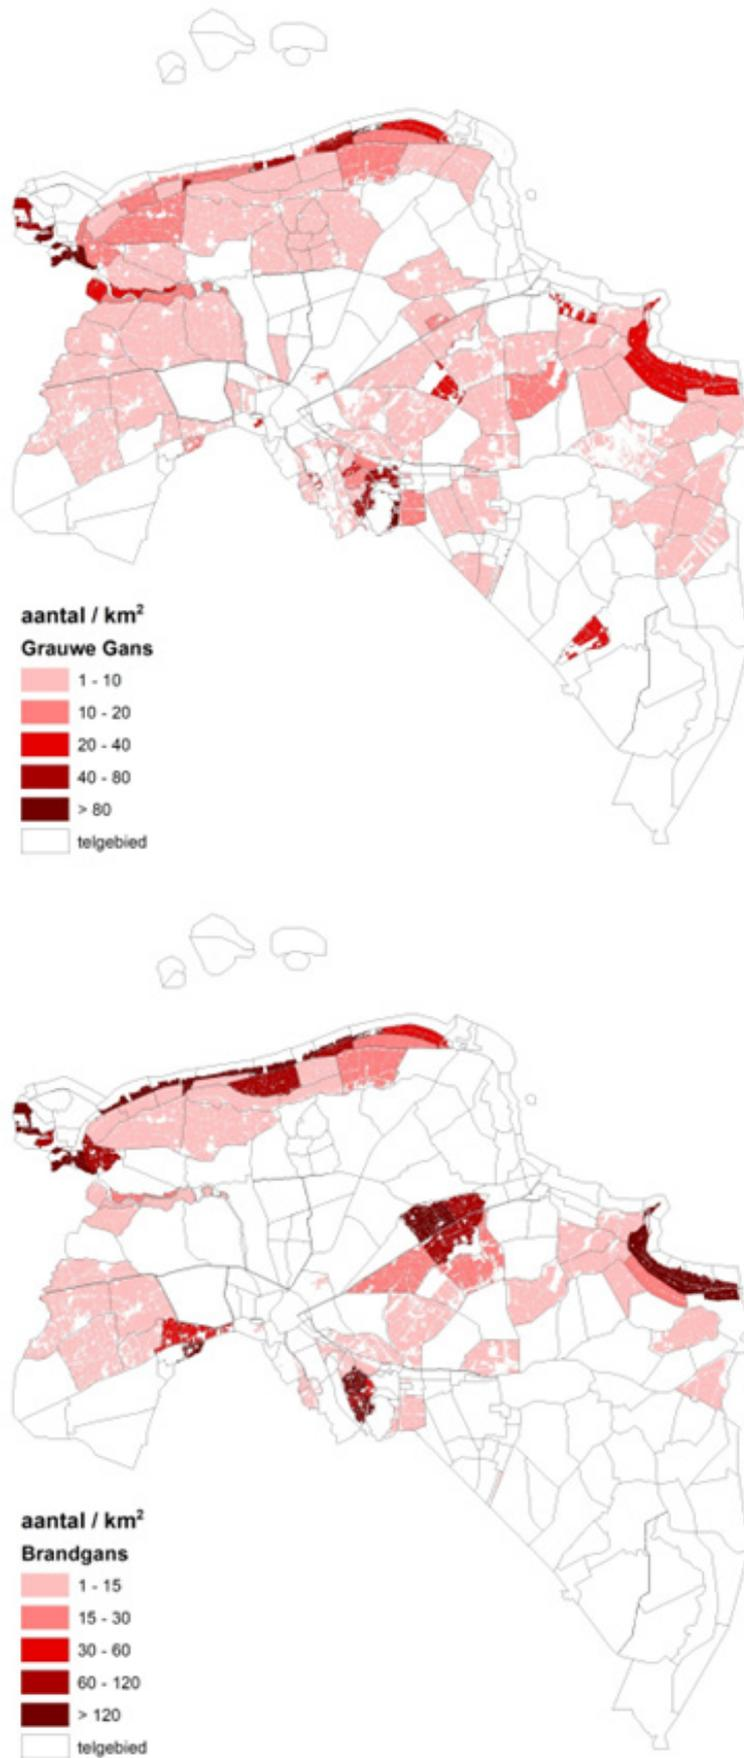 aantal / km²
Grauwe Gans
1 - 10
10 - 20
20 - 40
40 - 80
> 80
telgebied
aantal / km²
Brandgans
1 - 15
15 - 30
30 - 60
60 - 120
> 120
telgebied